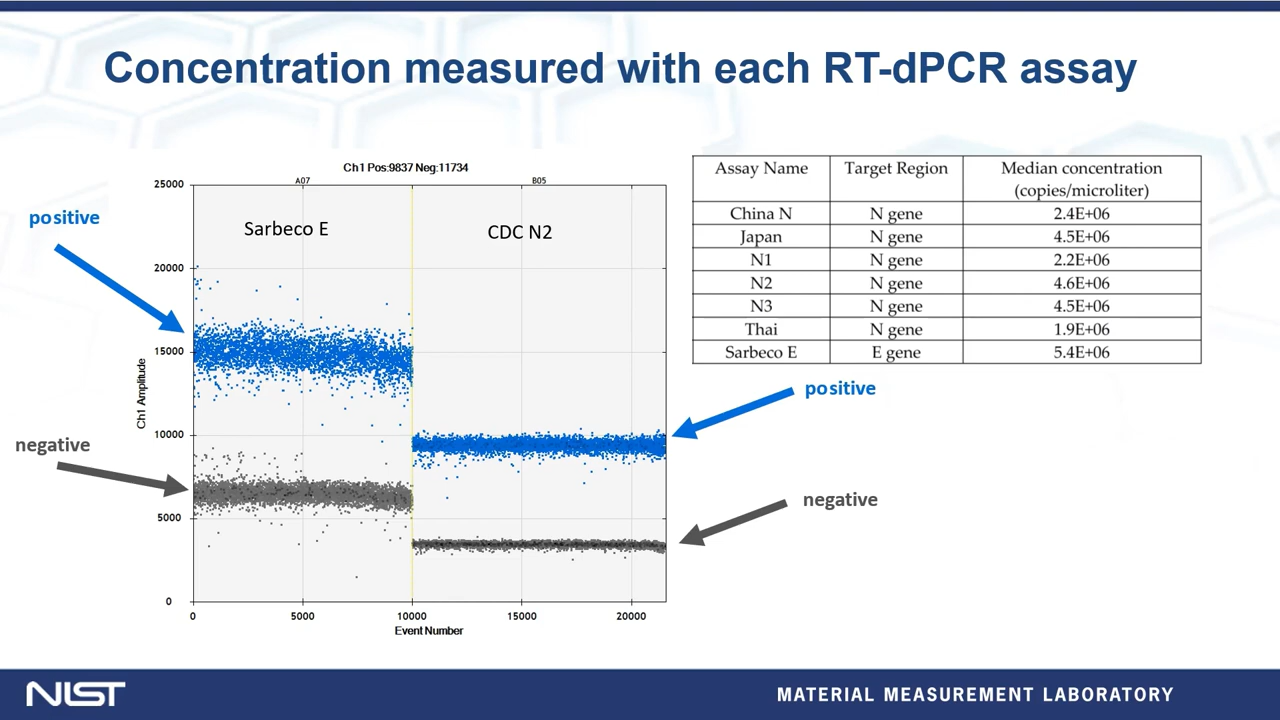 Concentration measured with each RT-dPCR assay
Ch1 Pos:9837 Neg:11734
A07 B05
25000
20000
15000
10000
5000
0
Ch1 Amplitude
Sarbeco E
CDC N2
positive
negative
0 5000 10000 15000 20000
Event Number
Assay Name Target Region Median concentration
(copies/microliter)
China N N gene 2.4E+06
Japan N gene 4.5E+06
N1 N gene 2.2E+06
N2 N gene 4.6E+06
N3 N gene 4.5E+06
Thai N gene 1.9E+06
Sarbeco E E gene 5.4E+06
positive
negative
NIST
MATERIAL MEASUREMENT LABORATORY